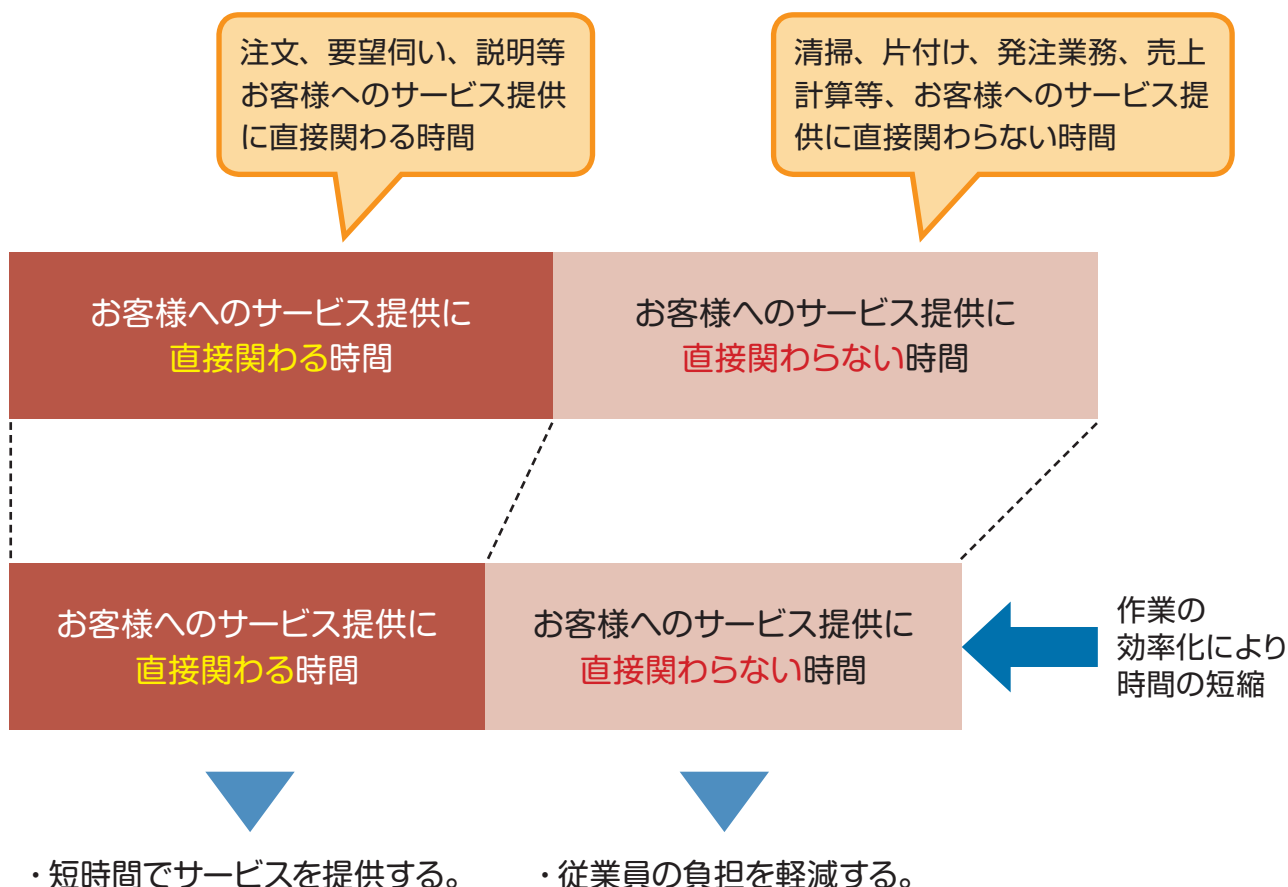 注文、要望伺い、説明等
お客様へのサービス提供
に直接関わる時間
清掃、片付け、発注業務、売上
計算等、お客様へのサービス提
供に直接関わらない時間
お客様へのサービス提供に
直接関わる時間
お客様へのサービス提供に
直接関わらない時間
お客様へのサービス提供に
直接関わる時間
お客様へのサービス提供に
直接関わらない時間
作業の
効率化により
時間の短縮
・短時間でサービスを提供する。
・従業員の負担を軽減する。